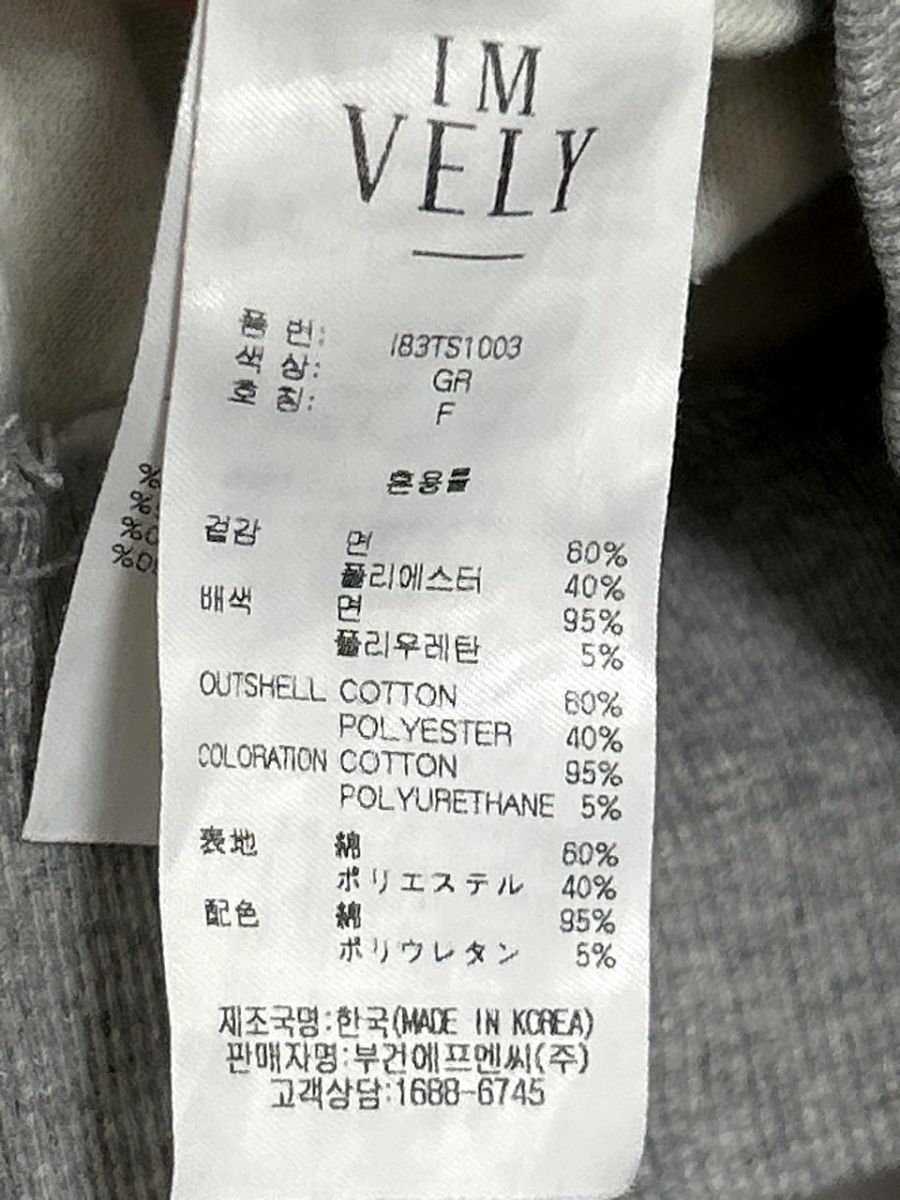 IM
VELY
품 번: I83TS1003
색 상: GR
호 칭: F
혼용률
겉감 면 60%
폴리에스터 40%
배색 면 95%
폴리우레탄 5%
OUTSHELL COTTON 60%
POLYESTER 40%
COLORATION COTTON 95%
POLYURETHANE 5%
表地 綿 60%
ポリエステル 40%
配色 綿 95%
ポリウレタン 5%
제조국명:한국(MADE IN KOREA)
판매자명:부건에프엔씨(주)
고객상담:1688-6745